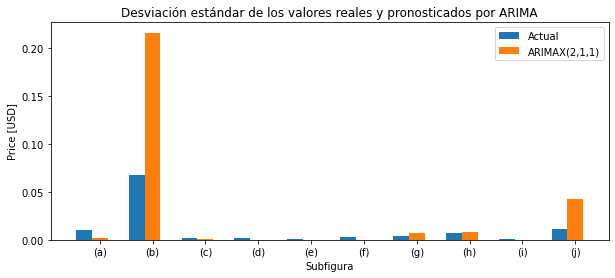 Desviación estándar de los valores reales y pronosticados por ARIMA
Actual
ARIMAX(2,1,1)
Price [USD]
0.20
0.15
0.10
0.05
0.00
(a) (b) (c) (d) (e) (f) (g) (h) (i) (j)
Subfigura